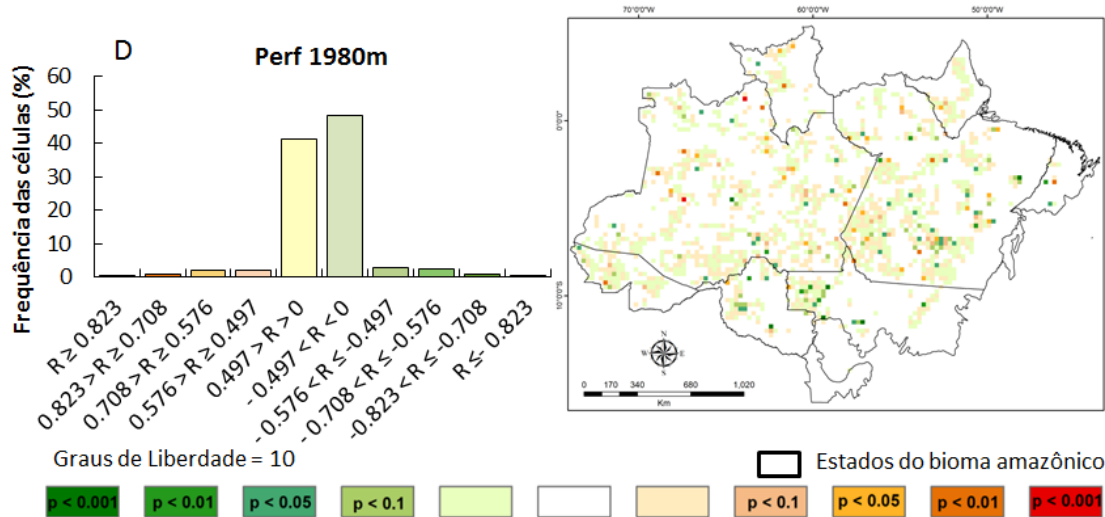 D
Perf 1980m
Frequência das células (%)
60
50
40
30
20
10
0
R ≥ 0.823
0.823 > R ≥ 0.708
0.708 > R ≥ 0.576
0.576 > R ≥ 0.497
0.497 > R > 0
- 0.497 < R < 0
- 0.576 < R ≤ -0.497
- 0.708 < R ≤ -0.576
-0.823 < R ≤ -0.708
R ≤- 0.823
70°0'0"W 60°0'0"W 50°0'0"W
0°0'0"
10°0'0"S
N
W E
S
0 170 340 680 1,020
Km
Graus de Liberdade = 10
Estados do bioma amazônico
p < 0.001 p < 0.01 p < 0.05 p < 0.1 p < 0.1 p < 0.05 p < 0.01 p < 0.001